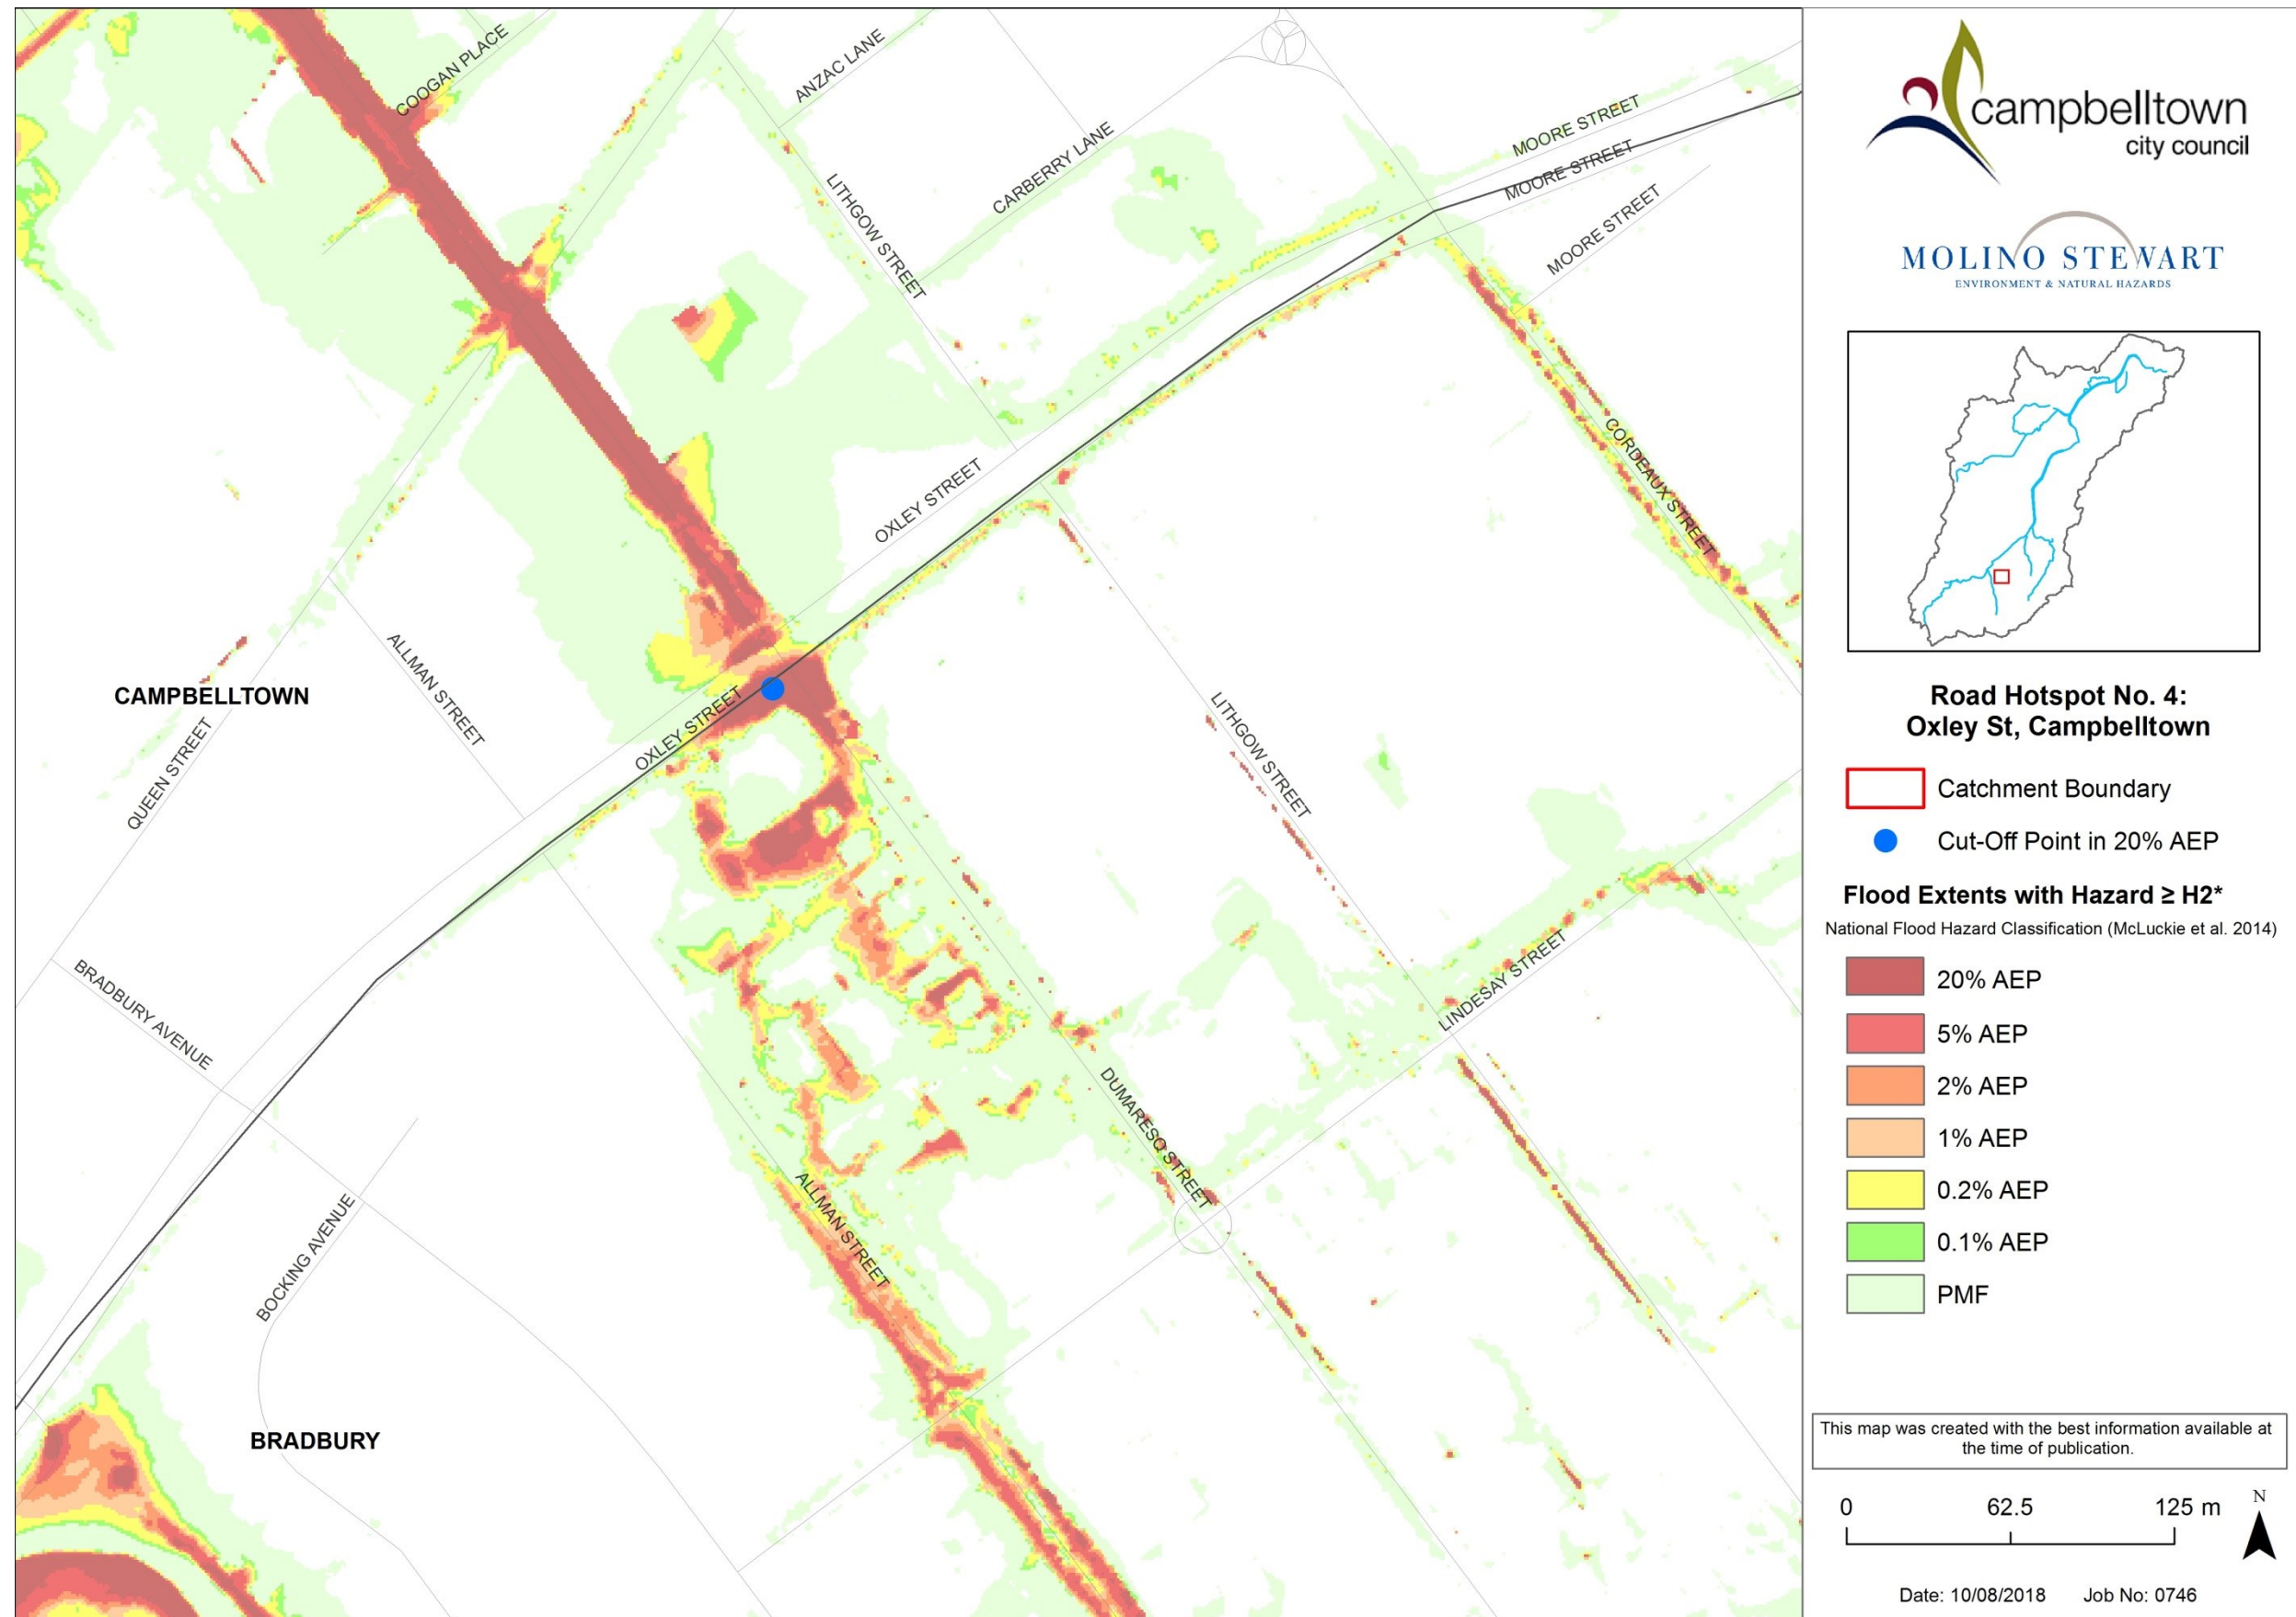 COOGAN PLACE
ANZAC LANE
CARBERRY LANE
LITHGOW STREET
MOORE STREET
MOORE STREET
MOORE STREET
OXLEY STREET
CORDEAUX STREET
ALLMAN STREET
CAMPBELLTOWN
OXLEY STREET
QUEEN STREET
LITHGOW STREET
BRADBURY AVENUE
LINDESAY STREET
DUMARESQ STREET
ALLMAN STREET
BOCKING AVENUE
BRADBURY
campbelltown
city council
MOLINO STEWART
ENVIRONMENT & NATURAL HAZARDS
Road Hotspot No. 4:
Oxley St, Campbelltown
Catchment Boundary
Cut-Off Point in 20% AEP
Flood Extents with Hazard ≥ H2*
National Flood Hazard Classification (McLuckie et al. 2014)
20% AEP
5% AEP
2% AEP
1% AEP
0.2% AEP
0.1% AEP
PMF
This map was created with the best information available at
the time of publication.
0 62.5 125 m
N
Date: 10/08/2018 Job No: 0746